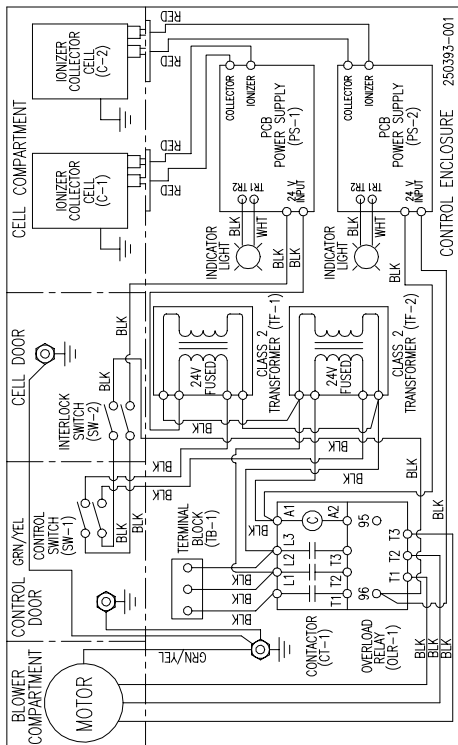 BLOWER
COMPARTMENT
CONTROL
DOOR
CELL DOOR
CELL COMPARTMENT
MOTOR
GRN/YEL
GRN/YEL
CONTROL
SWITCH
(SW-1)
INTERLOCK
SWITCH
(SW-2)
BLK
BLK
BLK
BLK
IONIZER
COLLECTOR
CELL
(C-1)
IONIZER
COLLECTOR
CELL
(C-2)
RED
RED
RED
RED
TERMINAL
BLOCK
(TB-1)
BLK
BLK
BLK
BLK
BLK
BLK
BLK
BLK
24V
FUSED
CLASS 2
TRANSFORMER (TF-1)
24V
FUSED
CLASS 2
TRANSFORMER (TF-2)
INDICATOR
LIGHT
BLK
WHT
BLK
BLK
TR1 TR2
24 V
INPUT
COLLECTOR
IONIZER
PCB
POWER SUPPLY
(PS-1)
INDICATOR
LIGHT
BLK
WHT
BLK
TR1 TR2
24 V
INPUT
COLLECTOR
IONIZER
PCB
POWER SUPPLY
(PS-2)
L1 L2 L3 A1
C
T1 T2 T3 A2
96 95
T1 T2 T3
CONTACTOR
(CT-1)
OVERLOAD
RELAY
(OLR-1)
BLK
BLK
BLK
BLK
CONTROL ENCLOSURE
250393-001